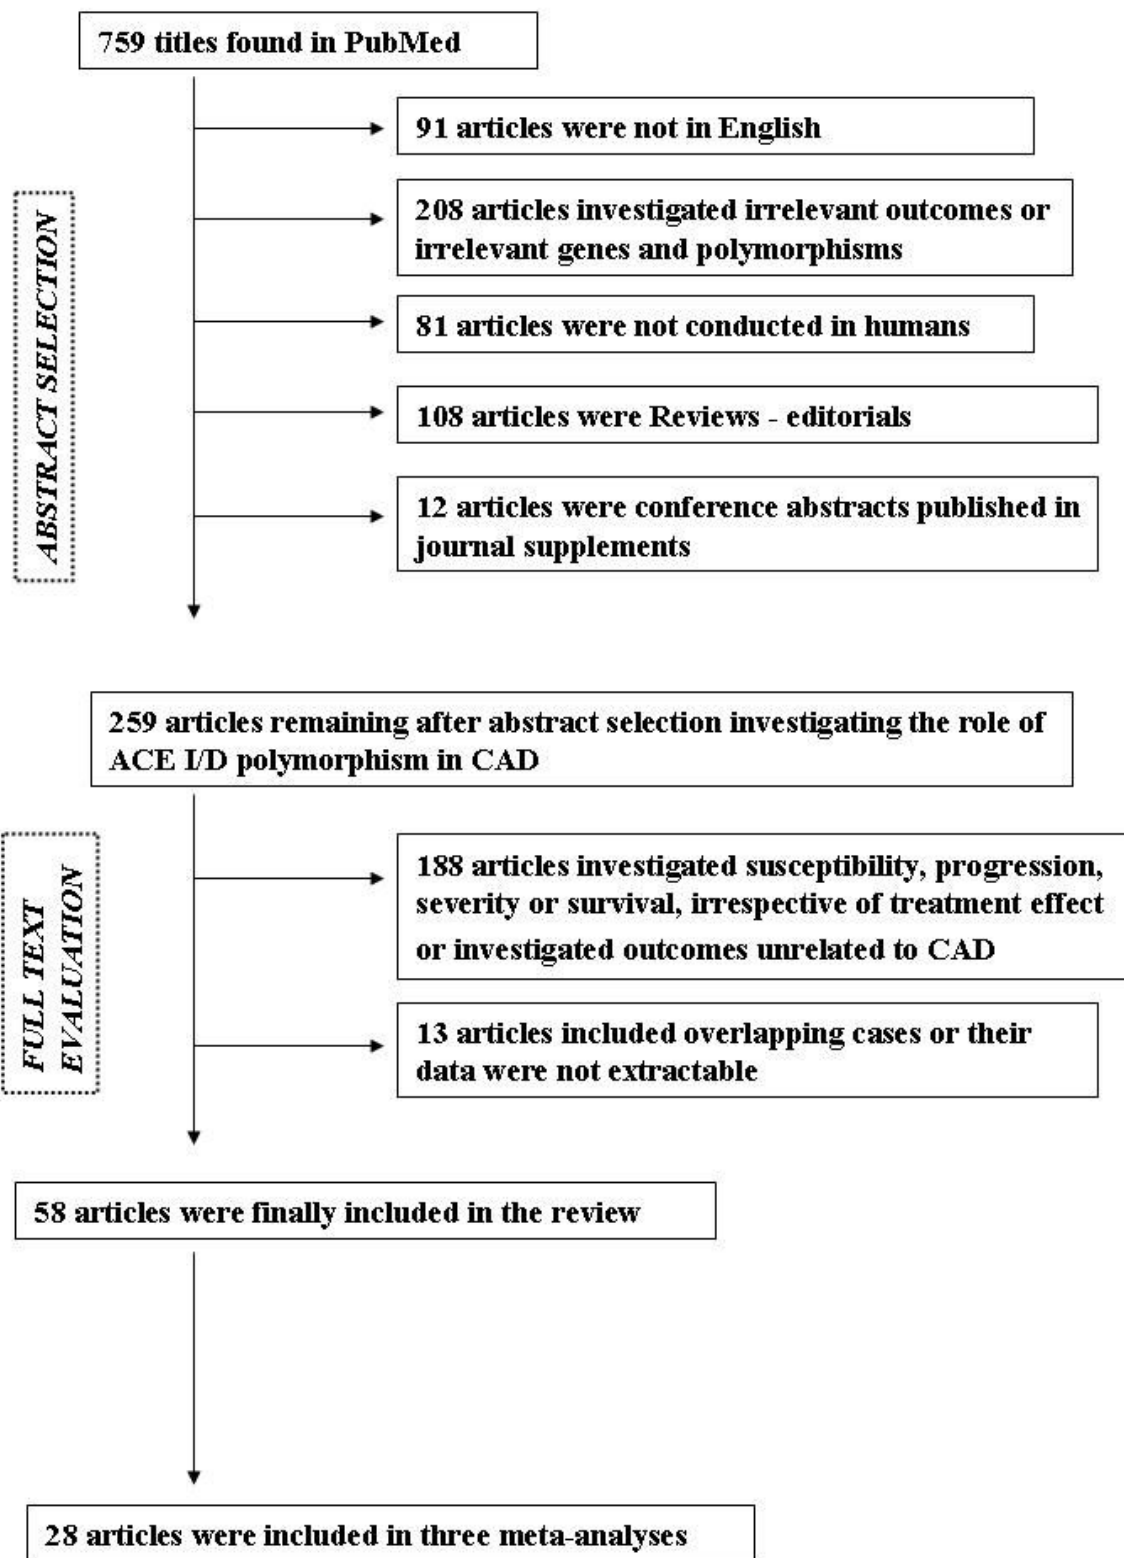 759 titles found in PubMed
91 articles were not in English
208 articles investigated irrelevant outcomes or
irrelevant genes and polymorphisms
81 articles were not conducted in humans
108 articles were Reviews - editorials
12 articles were conference abstracts published in
journal supplements
ABSTRACT SELECTION
259 articles remaining after abstract selection investigating the role of
ACE I/D polymorphism in CAD
188 articles investigated susceptibility, progression,
severity or survival, irrespective of treatment effect
or investigated outcomes unrelated to CAD
13 articles included overlapping cases or their
data were not extractable
FULL TEXT
EVALUATION
58 articles were finally included in the review
28 articles were included in three meta-analyses